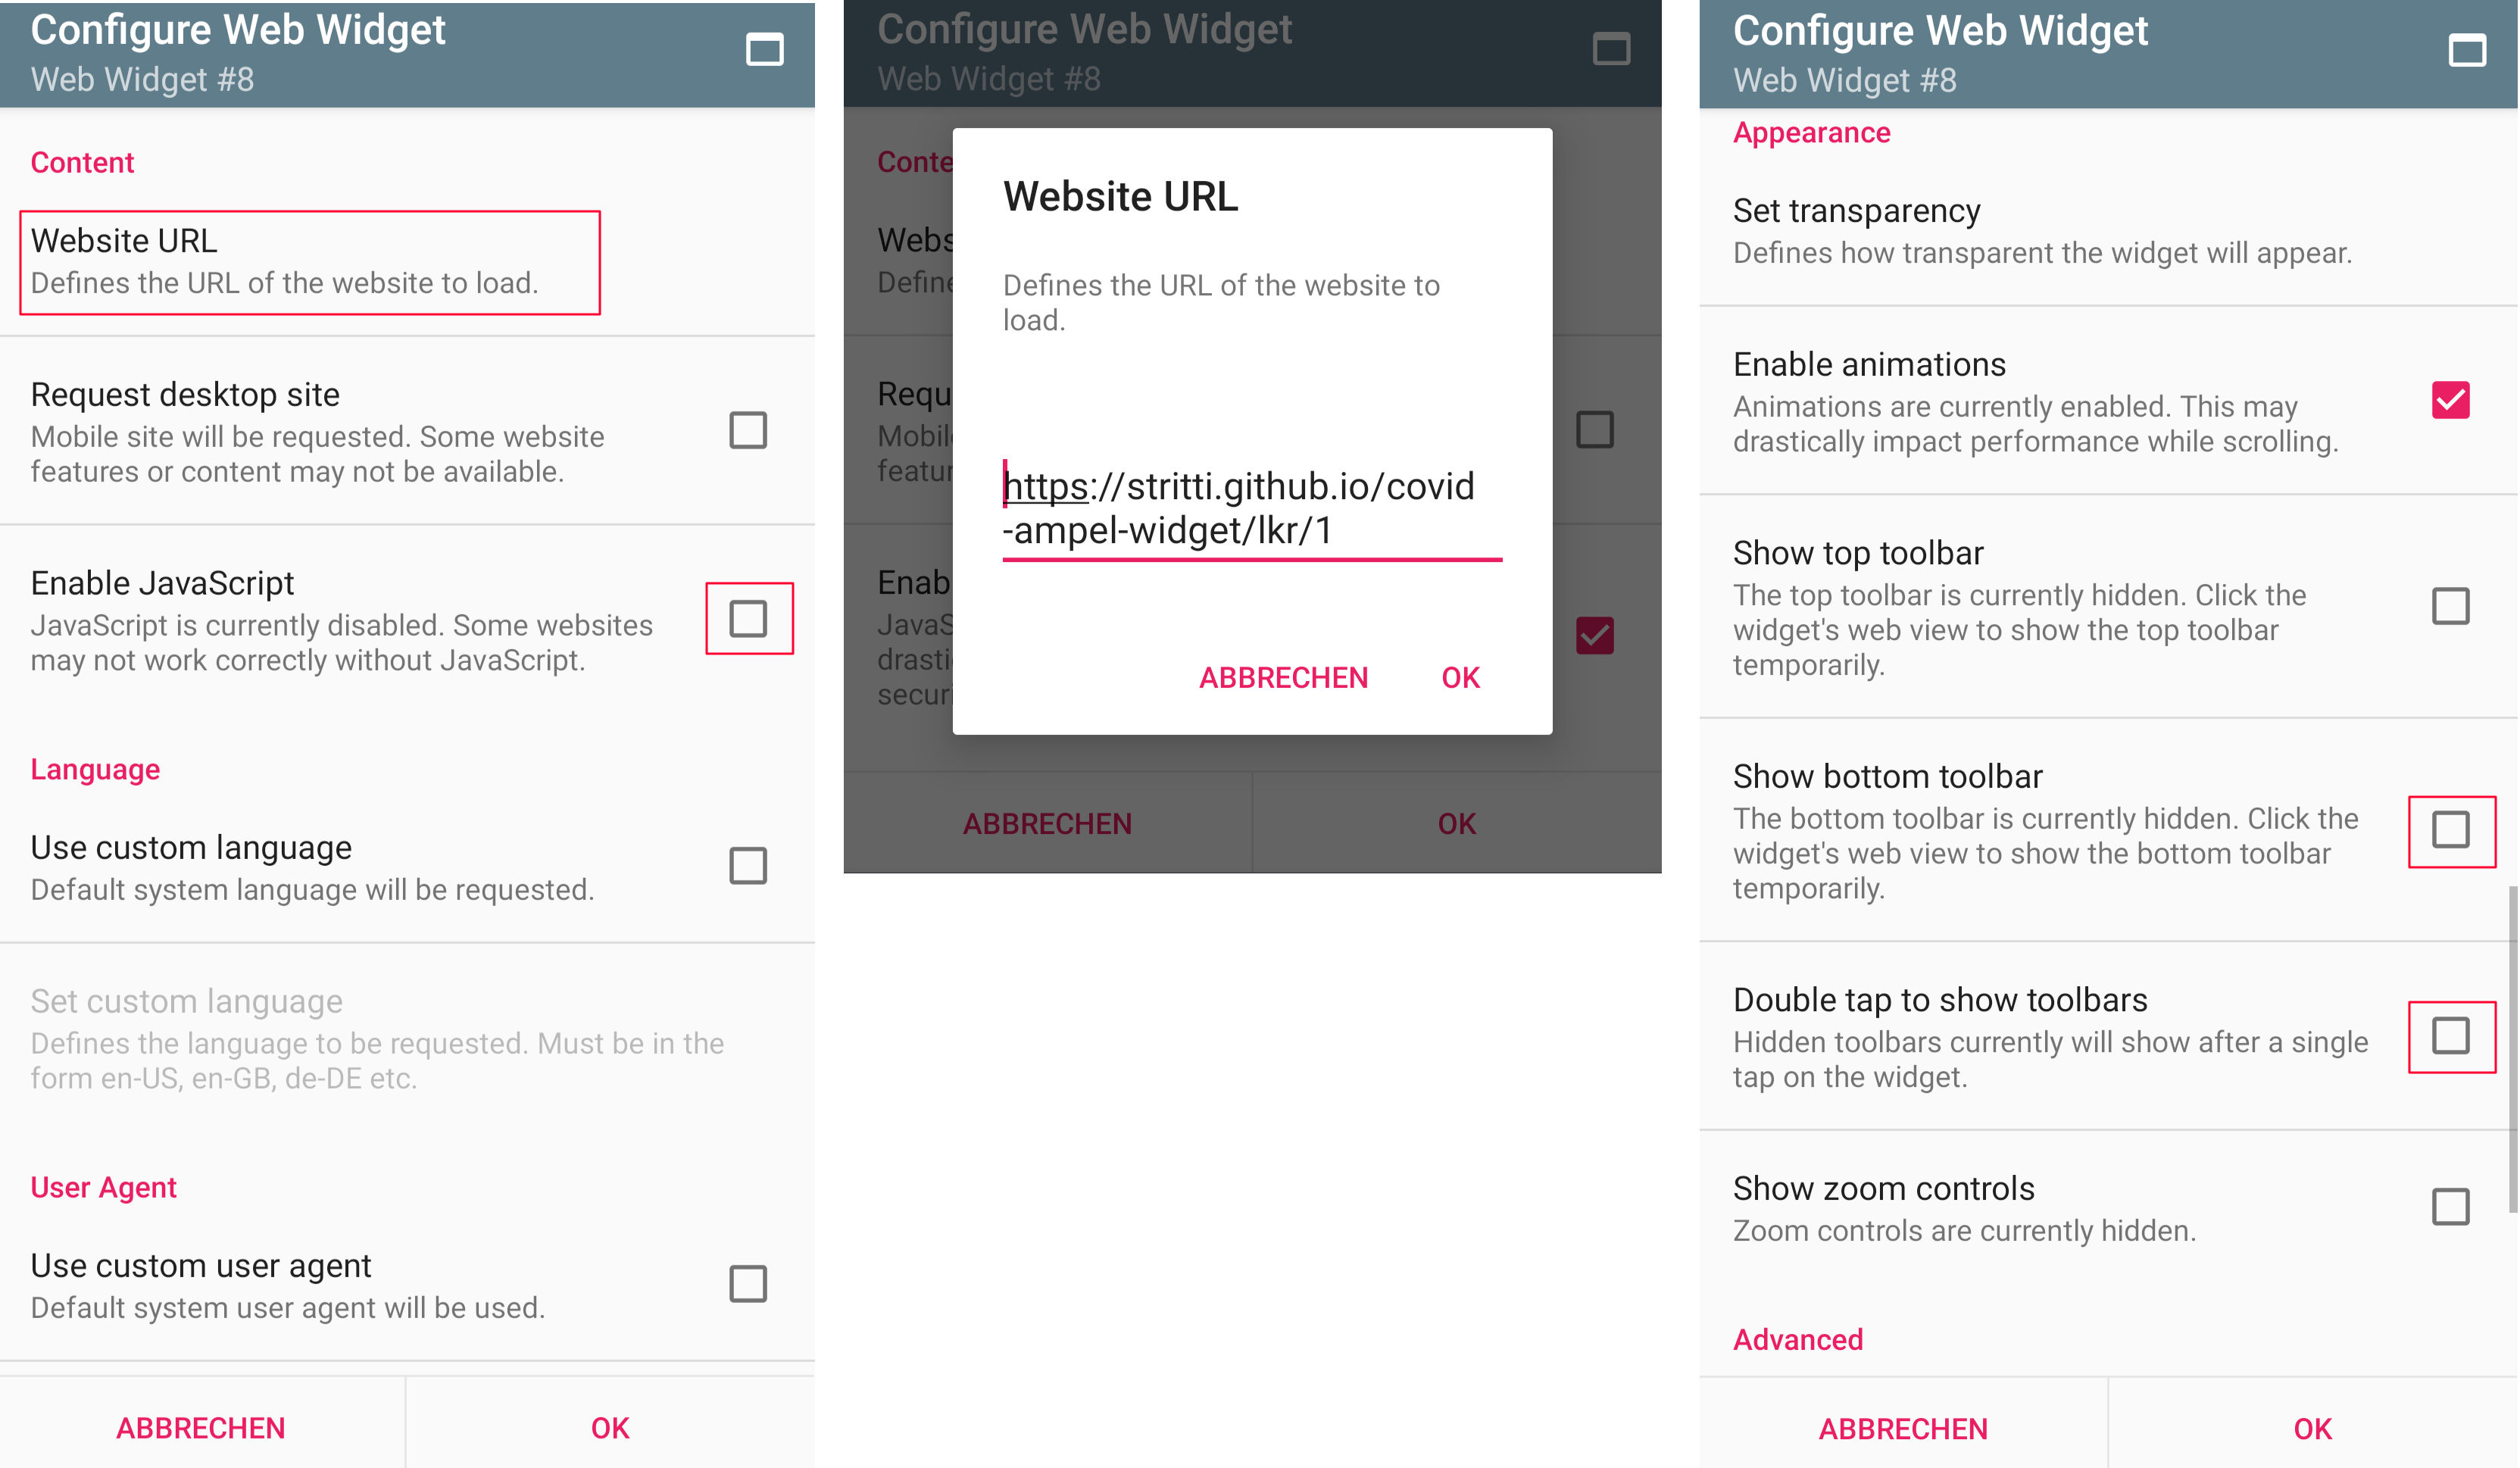 Configure Web Widget
Web Widget #8
Content
Website URL
Defines the URL of the website to load.
Request desktop site
Mobile site will be requested. Some website
features or content may not be available.
Enable JavaScript
JavaScript is currently disabled. Some websites
may not work correctly without JavaScript.
Language
Use custom language
Default system language will be requested.
Set custom language
Defines the language to be requested. Must be in the
form en-US, en-GB, de-DE etc.
User Agent
Use custom user agent
Default system user agent will be used.
ABBRECHEN
OK
Configure Web Widget
Web Widget #8
Conte
Webs
Define
Requ
Mobil
featur
Enab
JavaS
drasti
securi
Website URL
Defines the URL of the website to
load.
https://stritti.github.io/covid
-ampel-widget/lkr/1
ABBRECHEN
OK
ABBRECHEN
OK
Configure Web Widget
Web Widget #8
Appearance
Set transparency
Defines how transparent the widget will appear.
Enable animations
Animations are currently enabled. This may
drastically impact performance while scrolling.
Show top toolbar
The top toolbar is currently hidden. Click the
widget's web view to show the top toolbar
temporarily.
Show bottom toolbar
The bottom toolbar is currently hidden. Click the
widget's web view to show the bottom toolbar
temporarily.
Double tap to show toolbars
Hidden toolbars currently will show after a single
tap on the widget.
Show zoom controls
Zoom controls are currently hidden.
Advanced
ABBRECHEN
OK